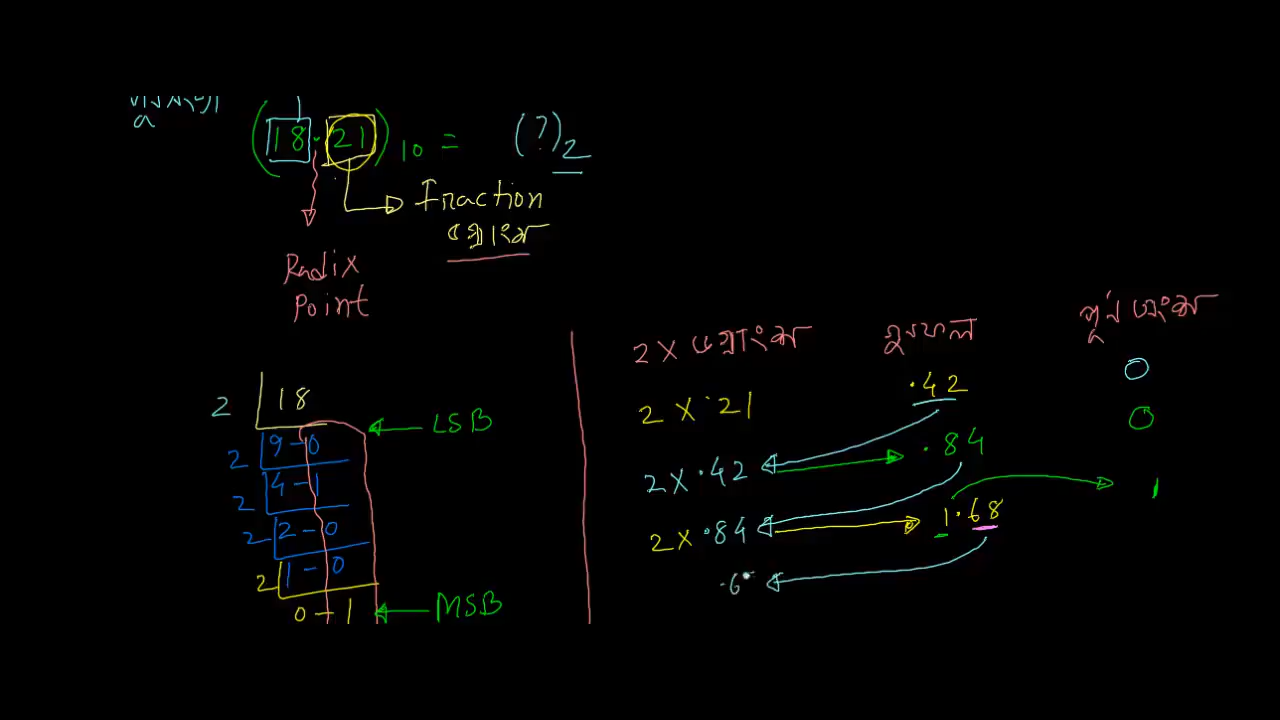 (18.21)10 = (?)2
fraction
ভগ্নাংশ
Radix
Point
2 X ভগ্নাংশ গুণফল পূর্ণ অংশ
2 X .21 .42 0
2 X .42 .84 0
2 X .84 1.68 1
.6
2 18
2 9 - 0 LSB
2 4 - 1
2 2 - 0
2 1 - 0
0 - 1 MSB